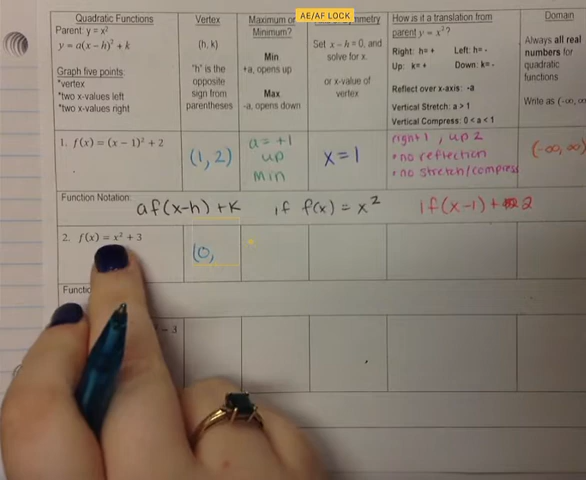 AE/AF LOCK
Quadratic Functions
Parent: y = x²
y = a(x − h)² + k
Graph five points:
*vertex
*two x-values left
*two x-values right
Vertex
(h, k)
"h" is the
opposite
sign from
parentheses
Maximum or
Minimum?
Min
+a, opens up
Max
-a, opens down
Set x − h = 0, and
solve for x.
or x-value of
vertex
How is it a translation from
parent y = x²?
Right: h= + Left: h= -
Up: k= + Down: k= -
Reflect over x-axis: -a
Vertical Stretch: a > 1
Vertical Compress: 0 < a < 1
Domain
Always all real
numbers for
quadratic
functions
Write as (-∞, ∞
1. f(x) = (x − 1)² + 2
(1, 2)
a = +1
up
Min
x = 1
right 1, up 2
• no reflection
• no stretch/compress
(-∞, ∞)
Function Notation: af(x-h) + k if f(x) = x² 1f(x-1) + 2
2. f(x) = x² + 3
(0,
Functi
− 3